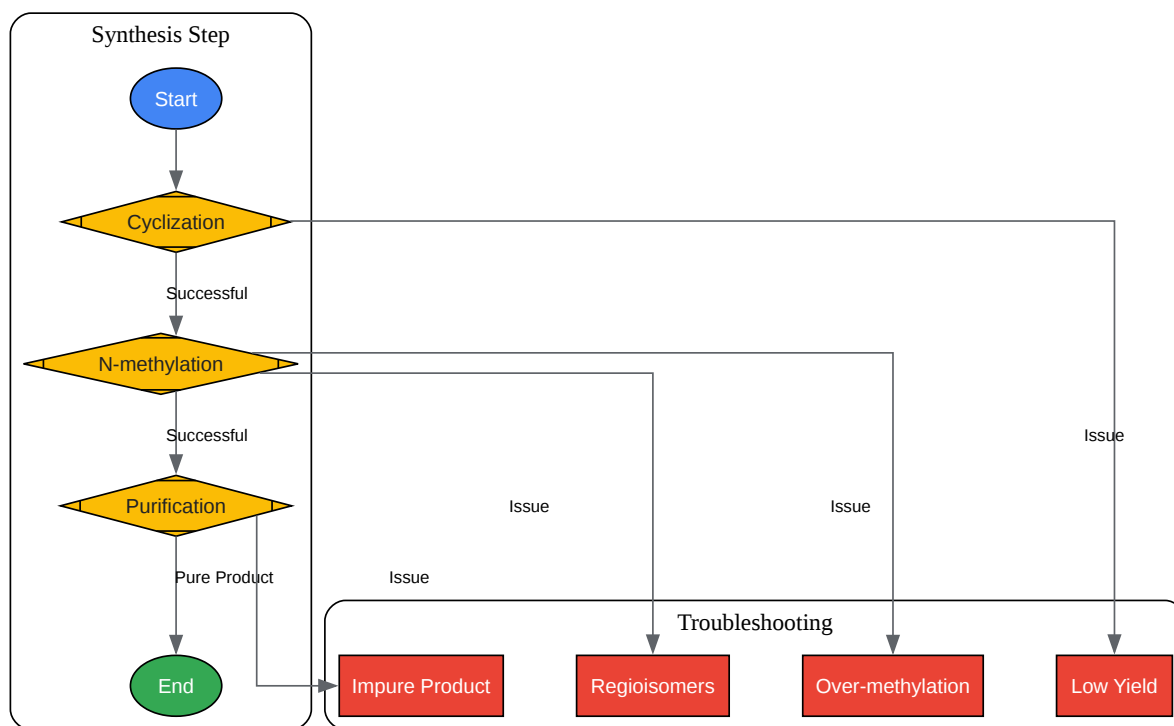 Synthesis Step
Start
Cyclization
Successful
N-methylation
Successful
Issue
Purification
Issue
Issue
Pure Product
Issue
Troubleshooting
End
Impure Product
Regioisomers
Over-methylation
Low Yield